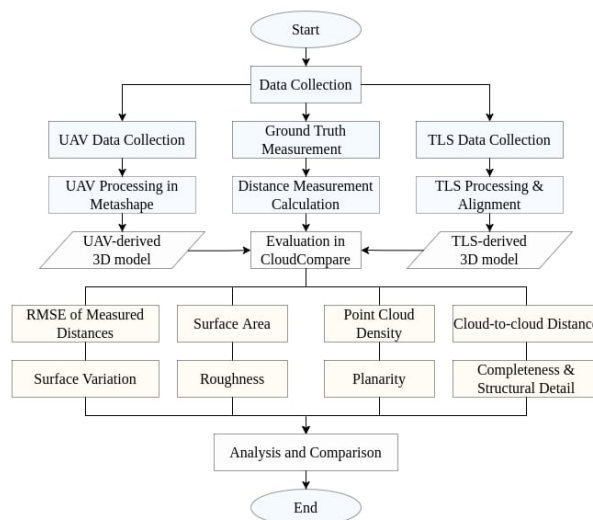 Start
Data Collection
UAV Data Collection
Ground Truth
Measurement
TLS Data Collection
UAV Processing in
Metashape
Distance Measurement
Calculation
TLS Processing &
Alignment
UAV-derived
3D model
Evaluation in
CloudCompare
TLS-derived
3D model
RMSE of Measured
Distances
Surface Area
Point Cloud
Density
Cloud-to-cloud Distance
Surface Variation
Roughness
Planarity
Completeness &
Structural Detail
Analysis and Comparison
End